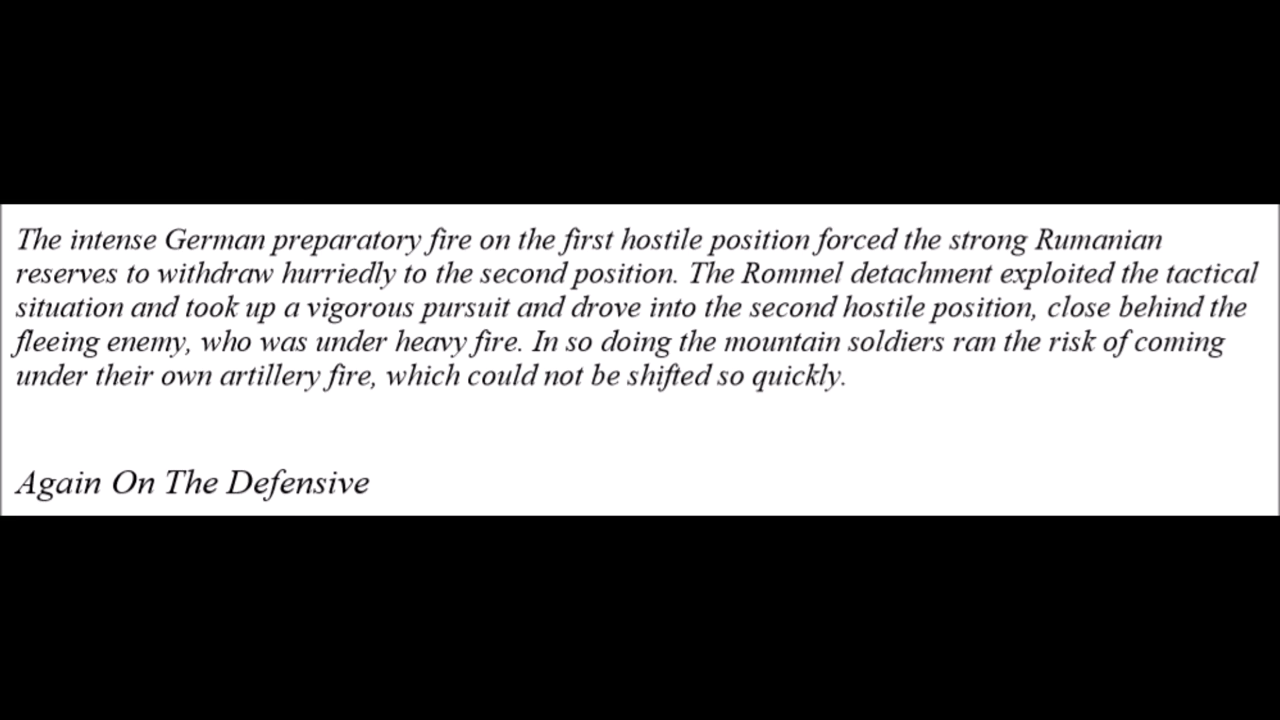 The intense German preparatory fire on the first hostile position forced the strong Rumanian
reserves to withdraw hurriedly to the second position. The Rommel detachment exploited the tactical
situation and took up a vigorous pursuit and drove into the second hostile position, close behind the
fleeing enemy, who was under heavy fire. In so doing the mountain soldiers ran the risk of coming
under their own artillery fire, which could not be shifted so quickly.
Again On The Defensive